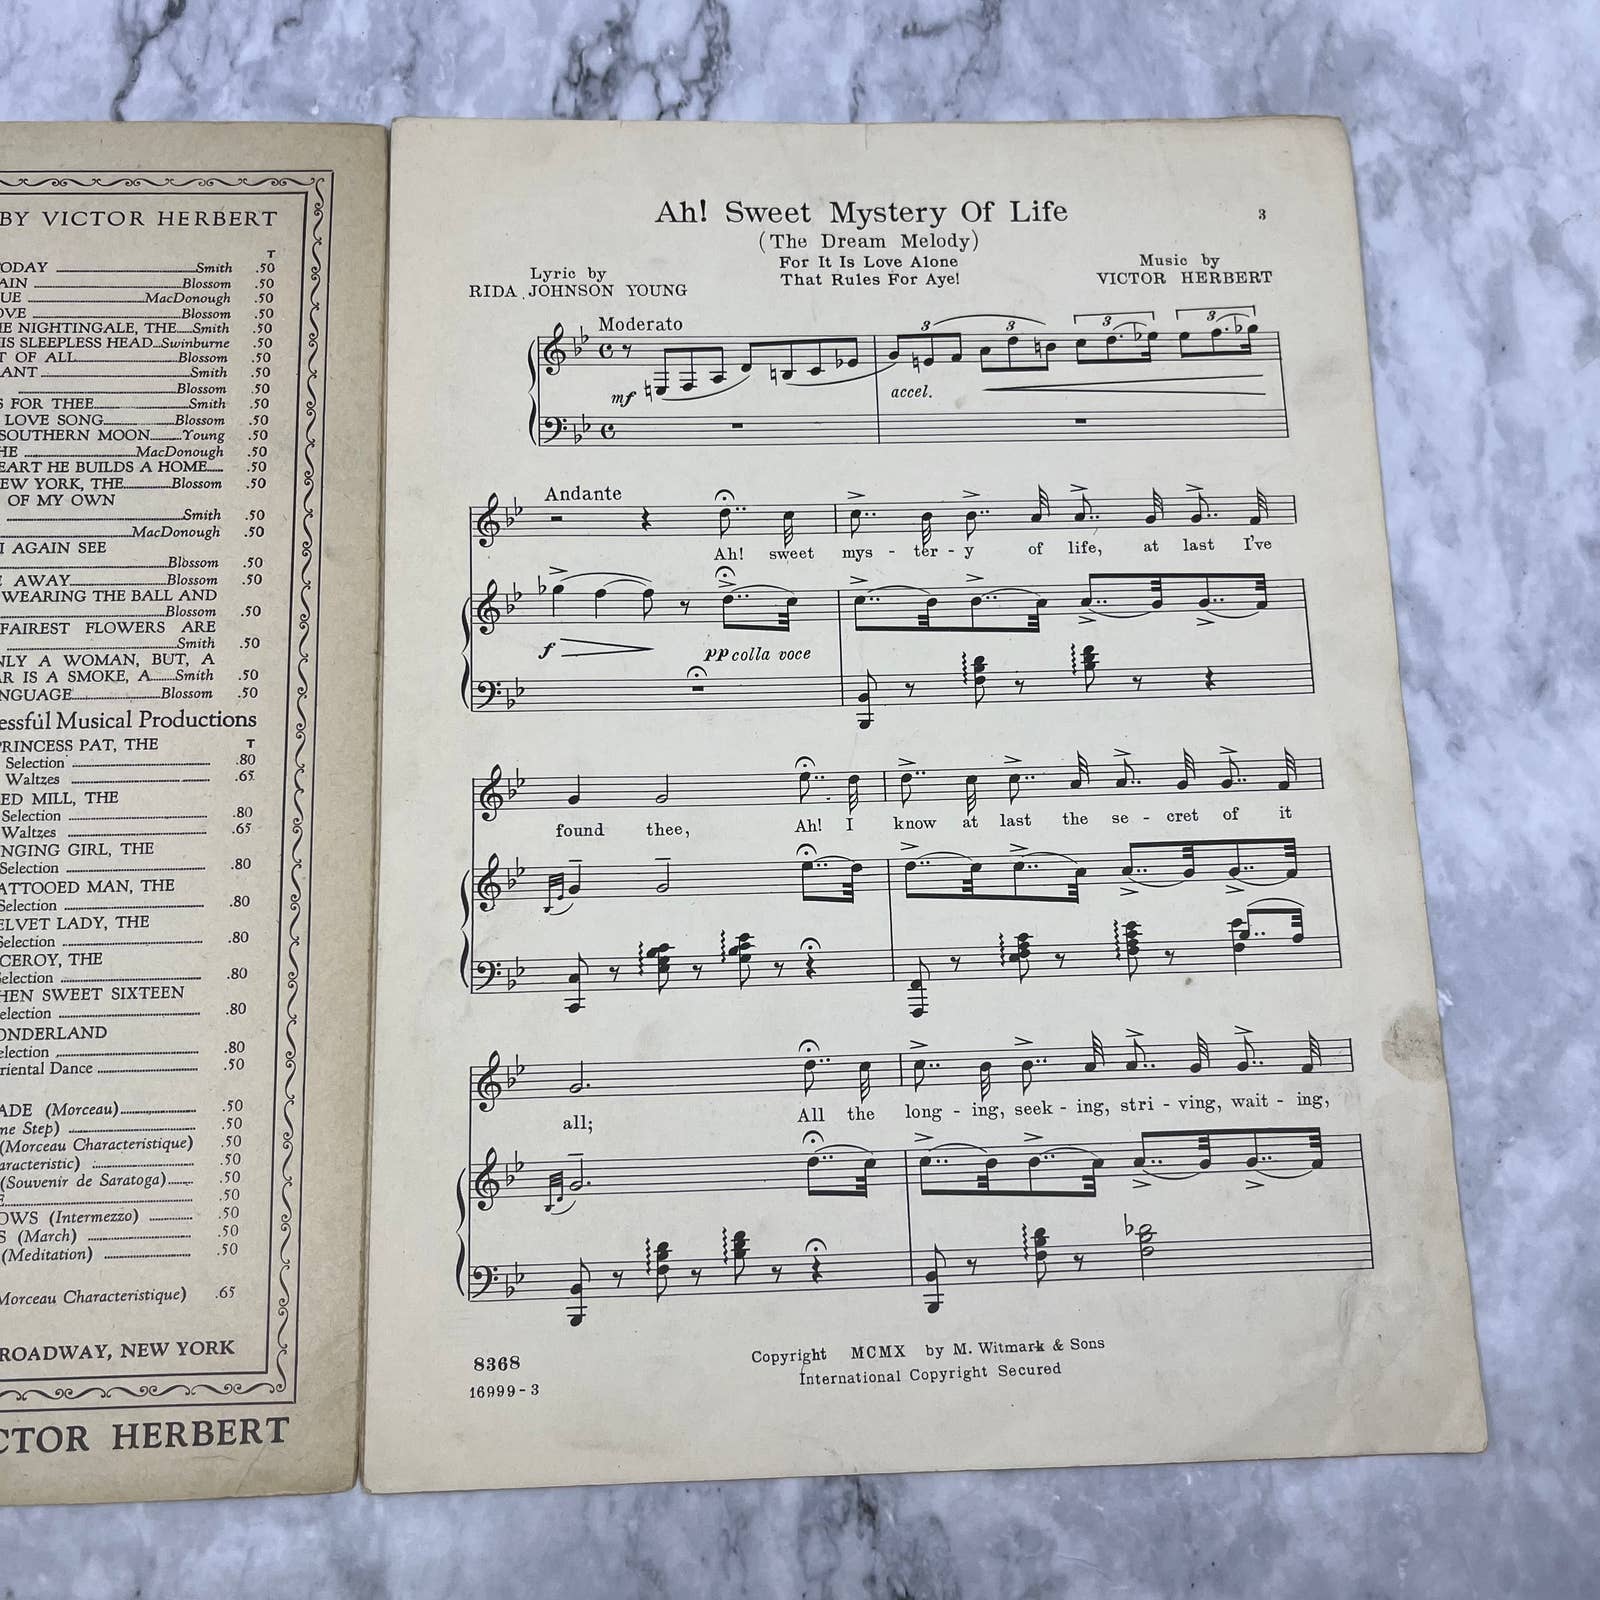 BY VICTOR HERBERT
T
TODAY Smith .50
AIN Blossom .50
UE MacDonough .50
OVE Blossom .50
HE NIGHTINGALE, THE Smith .50
IS SLEEPLESS HEAD Swinburne .50
T OF ALL Blossom .50
ANT Smith .50
Blossom .50
S FOR THEE Smith .50
LOVE SONG Blossom .50
SOUTHERN MOON Young .50
HE MacDonough .50
EART HE BUILDS A HOME .50
EW YORK, THE Blossom .50
OF MY OWN
Smith .50
MacDonough .50
I AGAIN SEE
Blossom .50
E AWAY Blossom .50
WEARING THE BALL AND
Blossom .50
FAIREST FLOWERS ARE
Smith .50
NLY A WOMAN, BUT, A
AR IS A SMOKE, A Smith .50
NGUAGE Blossom .50
essful Musical Productions
PRINCESS PAT, THE T
Selection .80
Waltzes .65
ED MILL, THE
Selection .80
Waltzes .65
NGING GIRL, THE
Selection .80
ATTOOED MAN, THE
Selection .80
ELVET LADY, THE
Selection .80
ICEROY, THE
Selection .80
HEN SWEET SIXTEEN
election .80
ONDERLAND
election .80
riental Dance .50
ADE (Morceau) .50
ne Step) .50
(Morceau Characteristique) .50
aracteristic) .50
(Souvenir de Saratoga) .50
E .50
OWS (Intermezzo) .50
S (March) .50
(Meditation) .50
Morceau Characteristique) .65
ROADWAY, NEW YORK
CTOR HERBERT
Ah! Sweet Mystery Of Life
3
(The Dream Melody)
For It Is Love Alone
That Rules For Aye!
Lyric by
RIDA JOHNSON YOUNG
Music by
VICTOR HERBERT
Moderato
3 3 3 3
mf accel.
Andante
Ah! sweet mys - ter - y of life, at last I've
f pp colla voce
found thee, Ah! I know at last the se - cret of it
all; All the long - ing, seek - ing, stri - ving, wait - ing,
8368
16999-3
Copyright MCMX by M. Witmark & Sons
International Copyright Secured